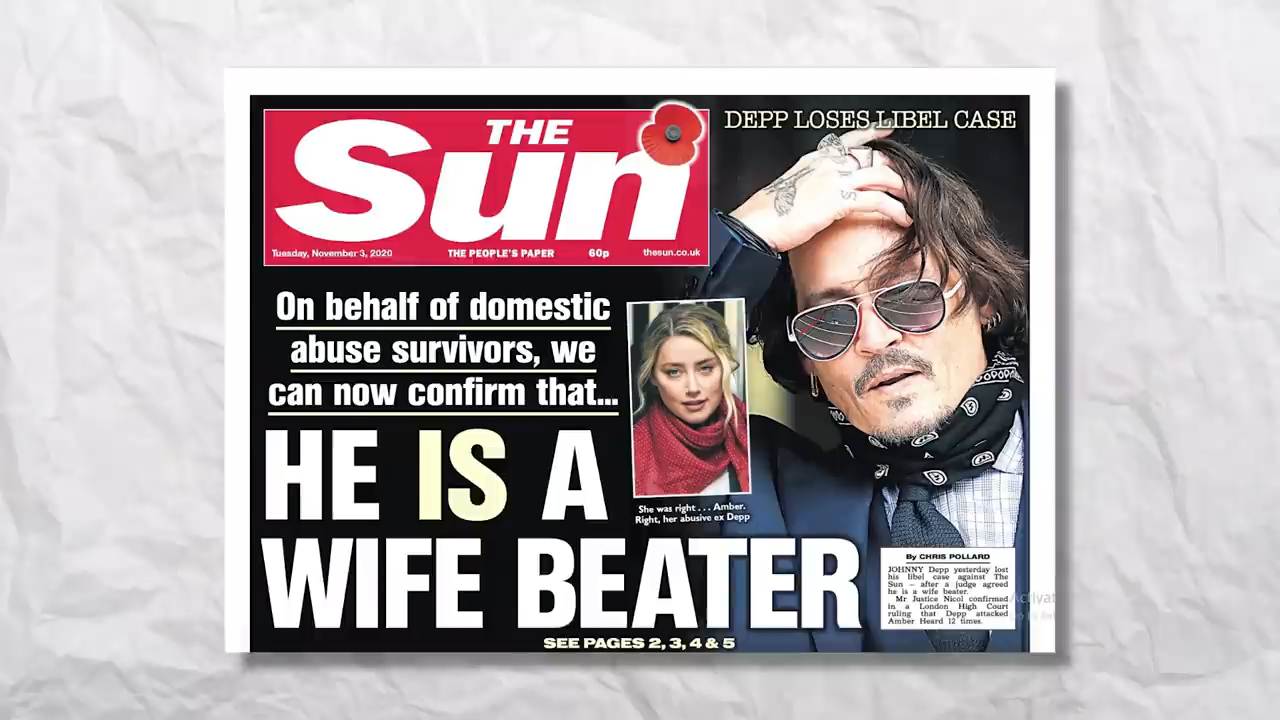 THE
Sun
Tuesday, November 3, 2020 THE PEOPLE'S PAPER 60p thesun.co.uk
DEPP LOSES LIBEL CASE
On behalf of domestic
abuse survivors, we
can now confirm that...
HE IS A
WIFE BEATER
She was right . . . Amber.
Right, her abusive ex Depp
By CHRIS POLLARD
JOHNNY Depp yesterday lost
his libel case against The
Sun – after a judge agreed
he is a wife beater.
Mr Justice Nicol confirmed
in a London High Court
ruling that Depp attacked
Amber Heard 12 times.
SEE PAGES 2, 3, 4 & 5